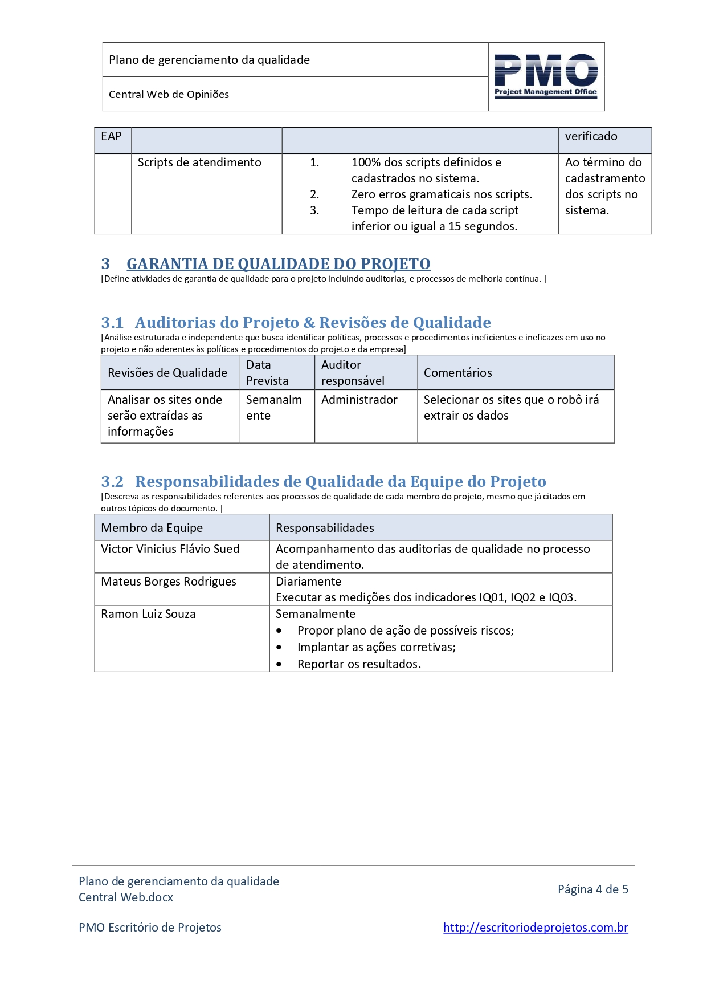 Plano de gerenciamento da qualidade
Central Web de Opiniões
PMO
Project Management Office
EAP verificado
Scripts de atendimento
1. 100% dos scripts definidos e
cadastrados no sistema.
2. Zero erros gramaticais nos scripts.
3. Tempo de leitura de cada script
inferior ou igual a 15 segundos.
Ao término do
cadastramento
dos scripts no
sistema.
3 GARANTIA DE QUALIDADE DO PROJETO
[Define atividades de garantia de qualidade para o projeto incluindo auditorias, e processos de melhoria contínua. ]
3.1 Auditorias do Projeto & Revisões de Qualidade
[Análise estruturada e independente que busca identificar políticas, processos e procedimentos ineficientes e ineficazes em uso no
projeto e não aderentes às políticas e procedimentos do projeto e da empresa]
Revisões de Qualidade
Data
Prevista
Auditor
responsável
Comentários
Analisar os sites onde
serão extraídas as
informações
Semanalm
ente
Administrador
Selecionar os sites que o robô irá
extrair os dados
3.2 Responsabilidades de Qualidade da Equipe do Projeto
[Descreva as responsabilidades referentes aos processos de qualidade de cada membro do projeto, mesmo que já citados em
outros tópicos do documento. ]
Membro da Equipe
Responsabilidades
Victor Vinicius Flávio Sued
Acompanhamento das auditorias de qualidade no processo
de atendimento.
Mateus Borges Rodrigues
Diariamente
Executar as medições dos indicadores IQ01, IQ02 e IQ03.
Ramon Luiz Souza
Semanalmente
• Propor plano de ação de possíveis riscos;
• Implantar as ações corretivas;
• Reportar os resultados.
Plano de gerenciamento da qualidade
Central Web.docx
Página 4 de 5
PMO Escritório de Projetos
http://escritoriodeprojetos.com.br